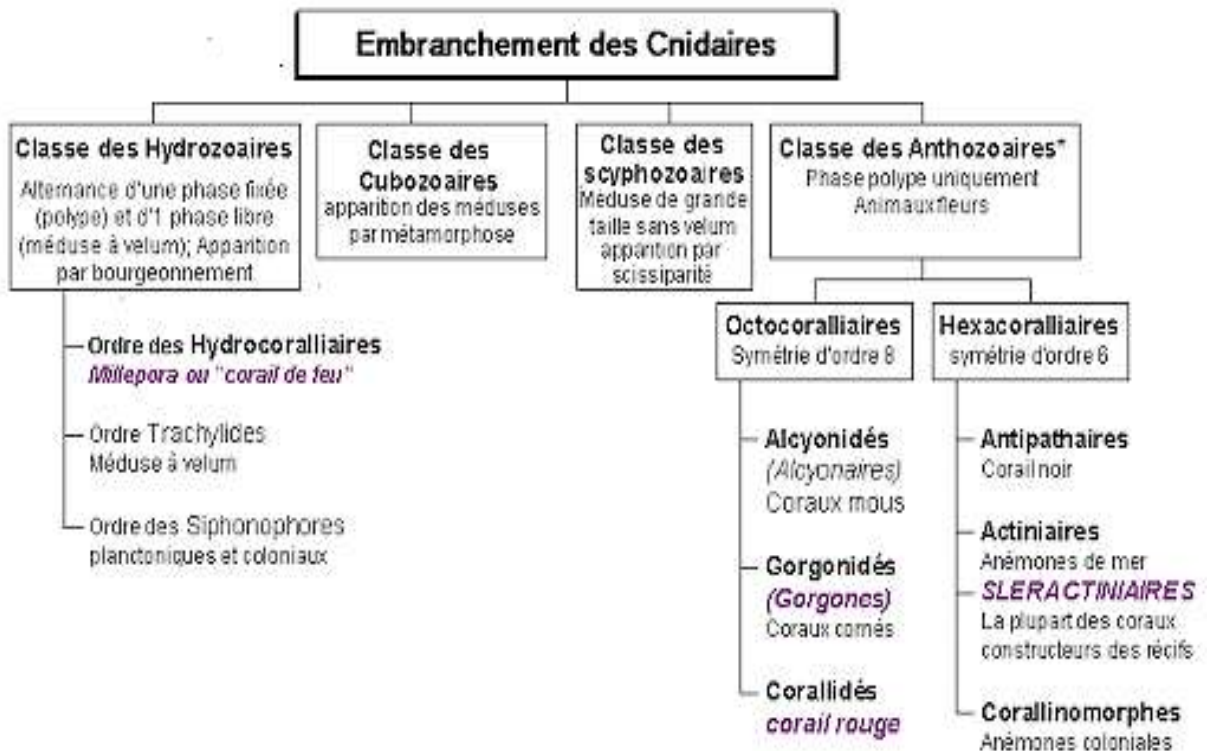 Embranchement des Cnidaires
Classe des Hydrozoaires
Alternance d'une phase fixée
(polype) et d'1 phase libre
(méduse à velum); Apparition
par bourgeonnement
Classe des
Cubozoaires
apparition des méduses
par métamorphose
Classe des
scyphozoaires
Méduse de grande
taille sans velum
apparition par
scissiparité
Classe des Anthozoaires*
Phase polype uniquement
Animaux fleurs
Ordre des Hydrocoralliaires
Millepora ou "corail de feu"
Ordre Trachylides
Méduse à velum
Ordre des Siphonophores
planctoniques et coloniaux
Octocoralliaires
Symétrie d'ordre 8
Alcyonidés
(Alcyonaires)
Coraux mous
Gorgonidés
(Gorgones)
Coraux cornés
Corallidés
corail rouge
Hexacoralliaires
symétrie d'ordre 6
Antipathaires
Corail noir
Actiniaires
Anémones de mer
SLERACTINIAIRES
La plupart des coraux
constructeurs des récifs
Corallinomorphes
Anémones coloniales